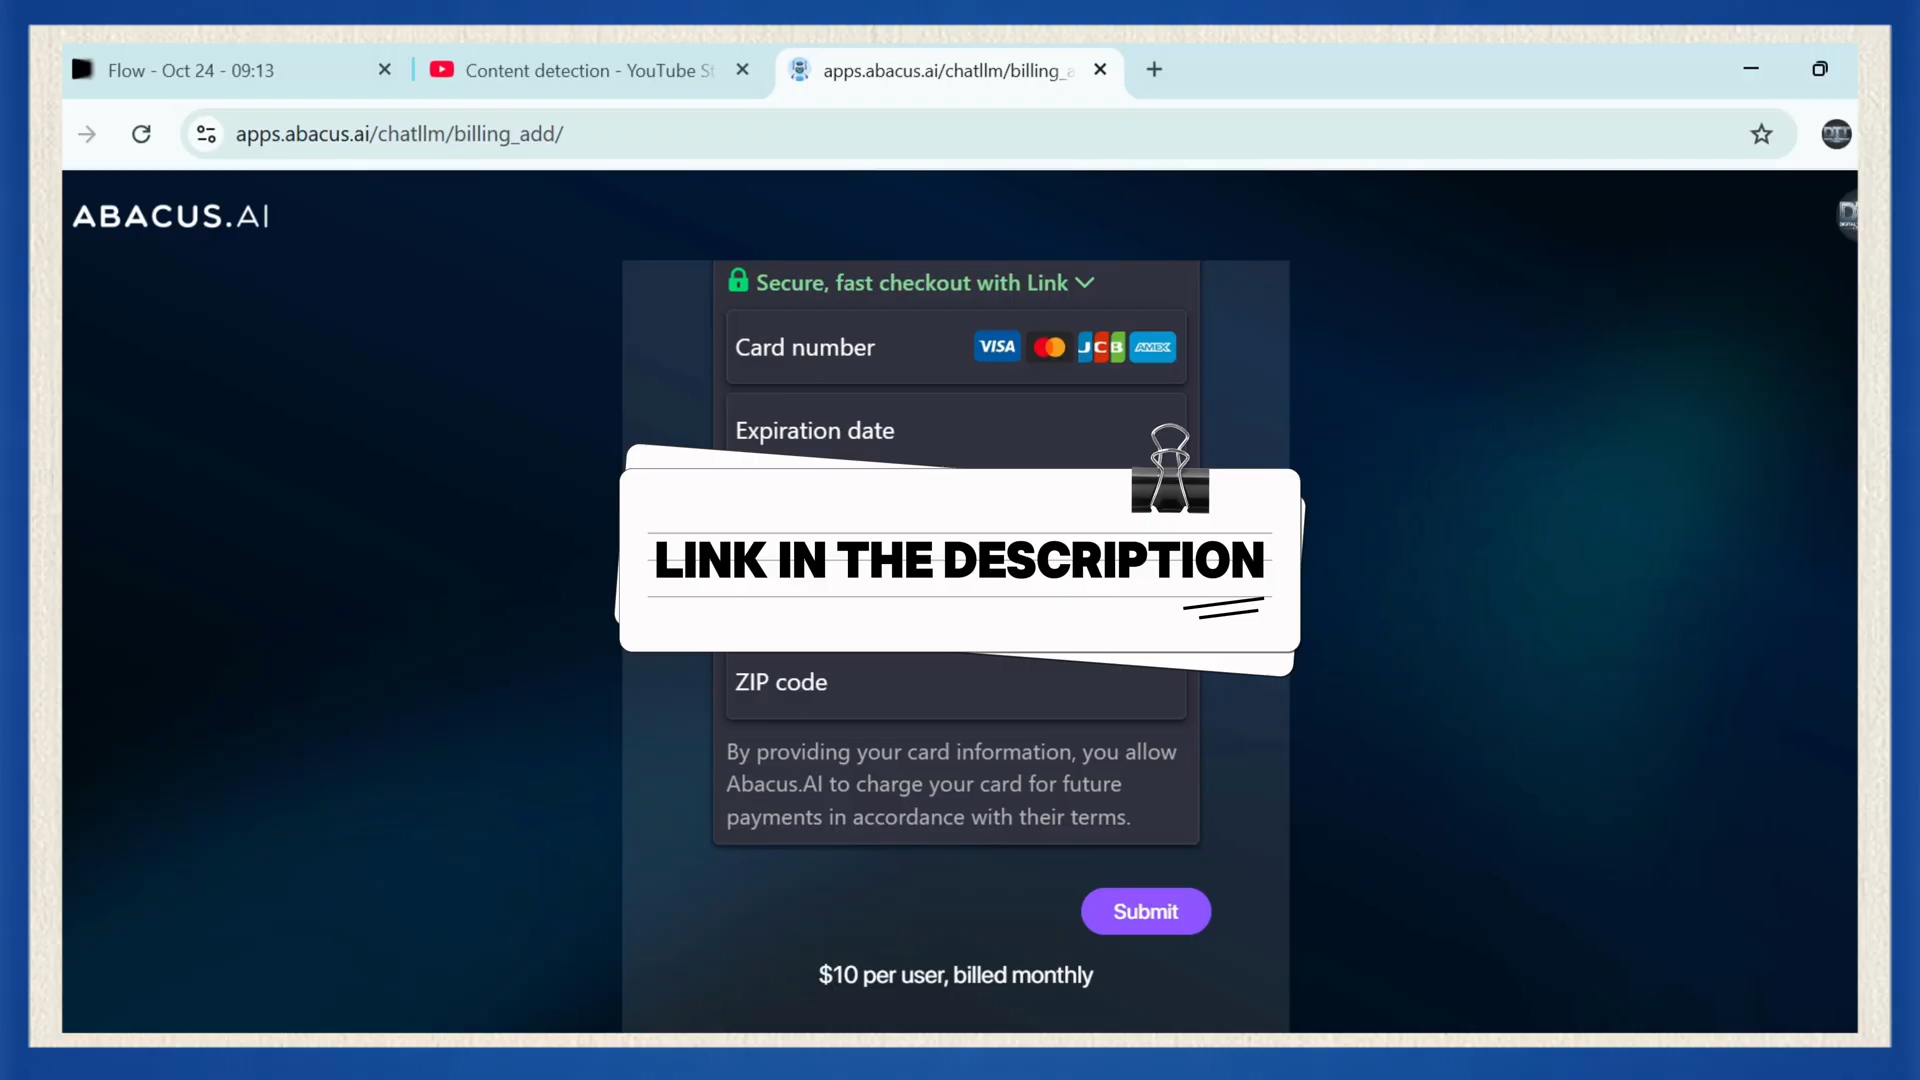 Flow - Oct 24 - 09:13
Content detection - YouTube St
apps.abacus.ai/chatllm/billing_a
apps.abacus.ai/chatllm/billing_add/
ABACUS.AI
Secure, fast checkout with Link
Card number
VISA
JCB
AMEX
Expiration date
LINK IN THE DESCRIPTION
ZIP code
By providing your card information, you allow
Abacus.AI to charge your card for future
payments in accordance with their terms.
Submit
$10 per user, billed monthly